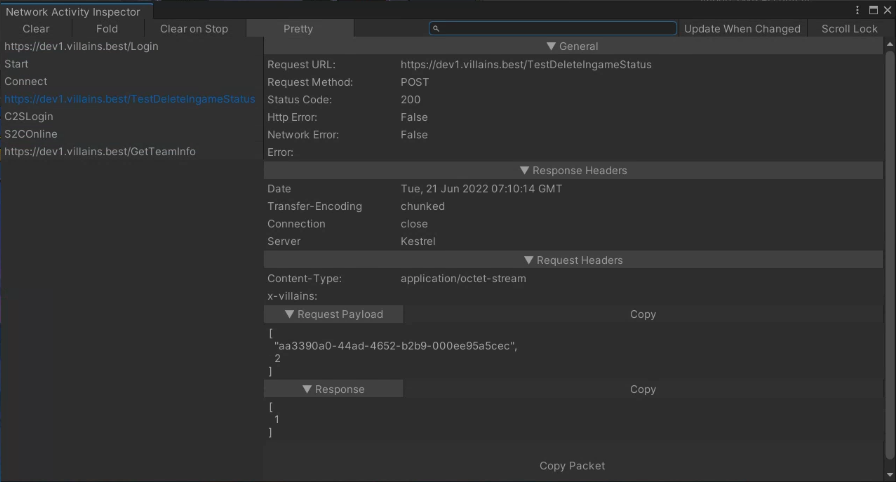 Network Activity Inspector
Clear Fold Clear on Stop Pretty Update When Changed Scroll Lock
https://dev1.villains.best/Login
Start
Connect
https://dev1.villains.best/TestDeleteIngameStatus
C2SLogin
S2COnline
https://dev1.villains.best/GetTeamInfo
▼ General
Request URL: https://dev1.villains.best/TestDeleteIngameStatus
Request Method: POST
Status Code: 200
Http Error: False
Network Error: False
Error:
▼ Response Headers
Date Tue, 21 Jun 2022 07:10:14 GMT
Transfer-Encoding chunked
Connection close
Server Kestrel
▼ Request Headers
Content-Type: application/octet-stream
x-villains:
▼ Request Payload Copy
[
"aa3390a0-44ad-4652-b2b9-000ee95a5cec",
2
]
▼ Response Copy
[
1
]
Copy Packet